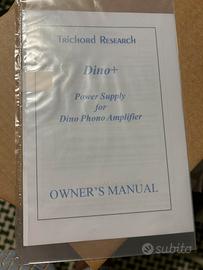 Trichord Research
Dino+
Power Supply
for
Dino Phono Amplifier
OWNER'S MANUAL
subito